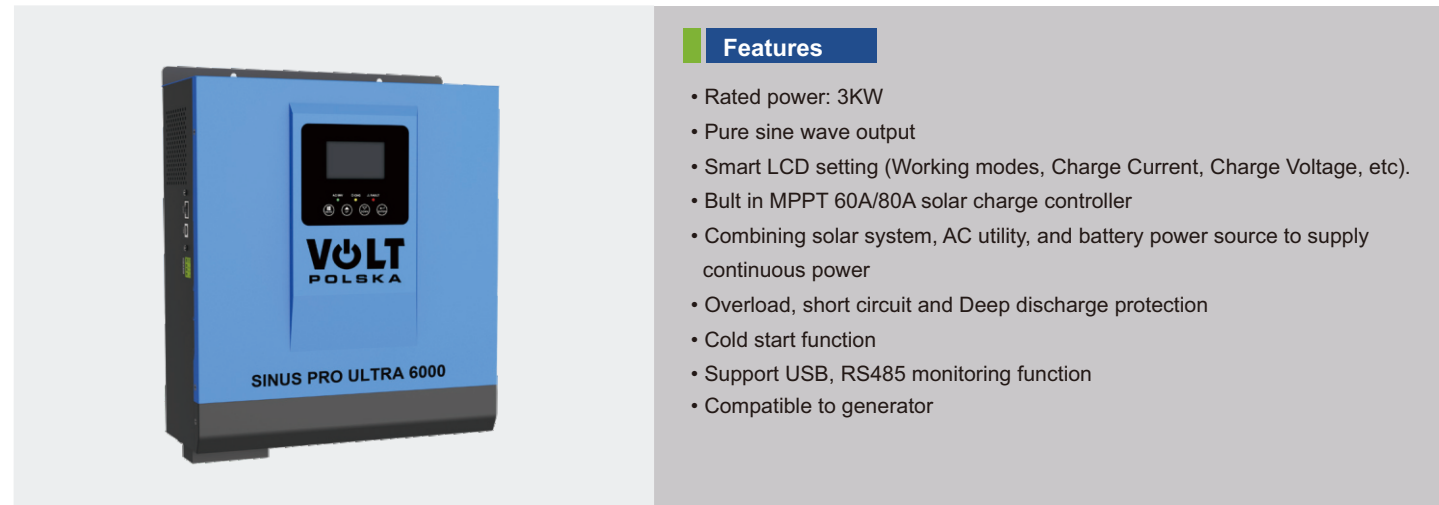 VOLT
POLSKA
SINUS PRO ULTRA 6000
Features
• Rated power: 3KW
• Pure sine wave output
• Smart LCD setting (Working modes, Charge Current, Charge Voltage, etc).
• Bult in MPPT 60A/80A solar charge controller
• Combining solar system, AC utility, and battery power source to supply
continuous power
• Overload, short circuit and Deep discharge protection
• Cold start function
• Support USB, RS485 monitoring function
• Compatible to generator